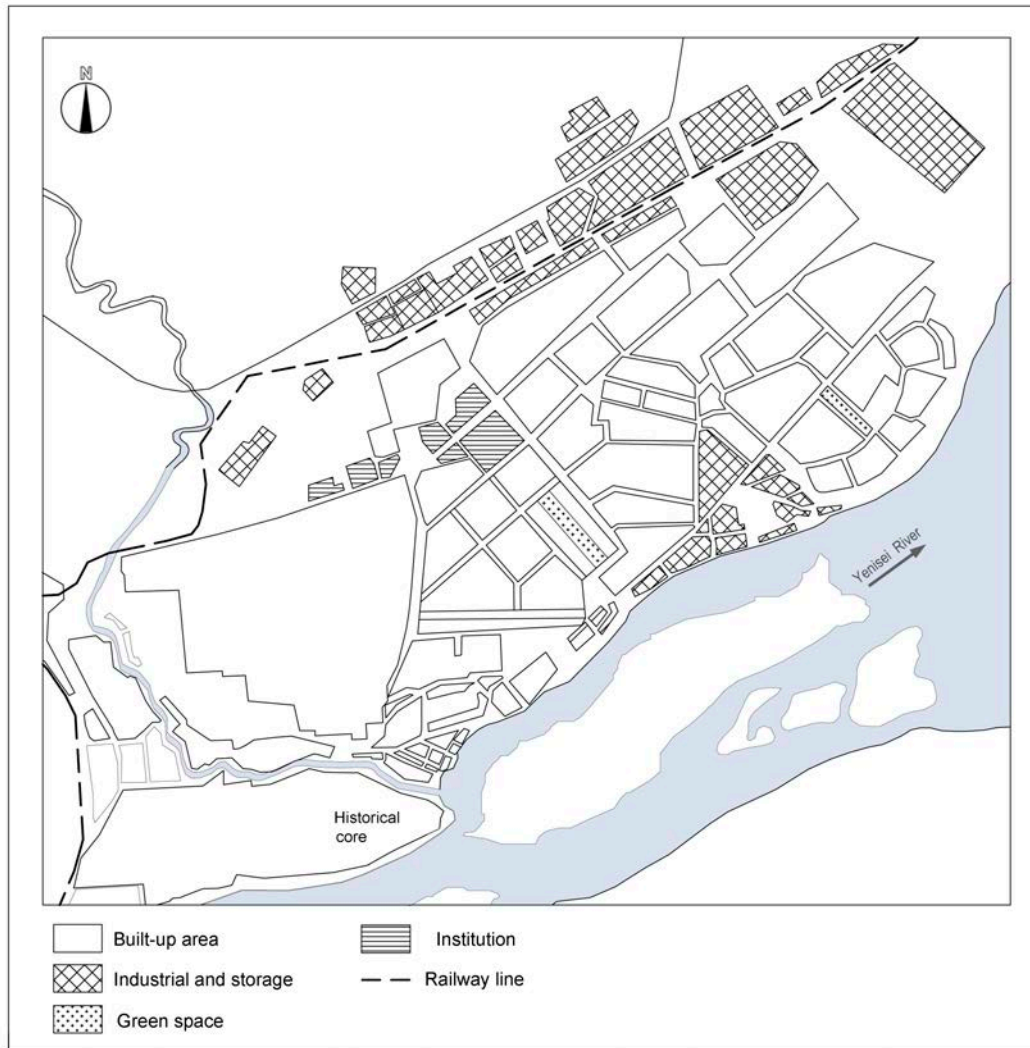 N
Yenisei River
Historical
core
Built-up area
Institution
Industrial and storage
Railway line
Green space